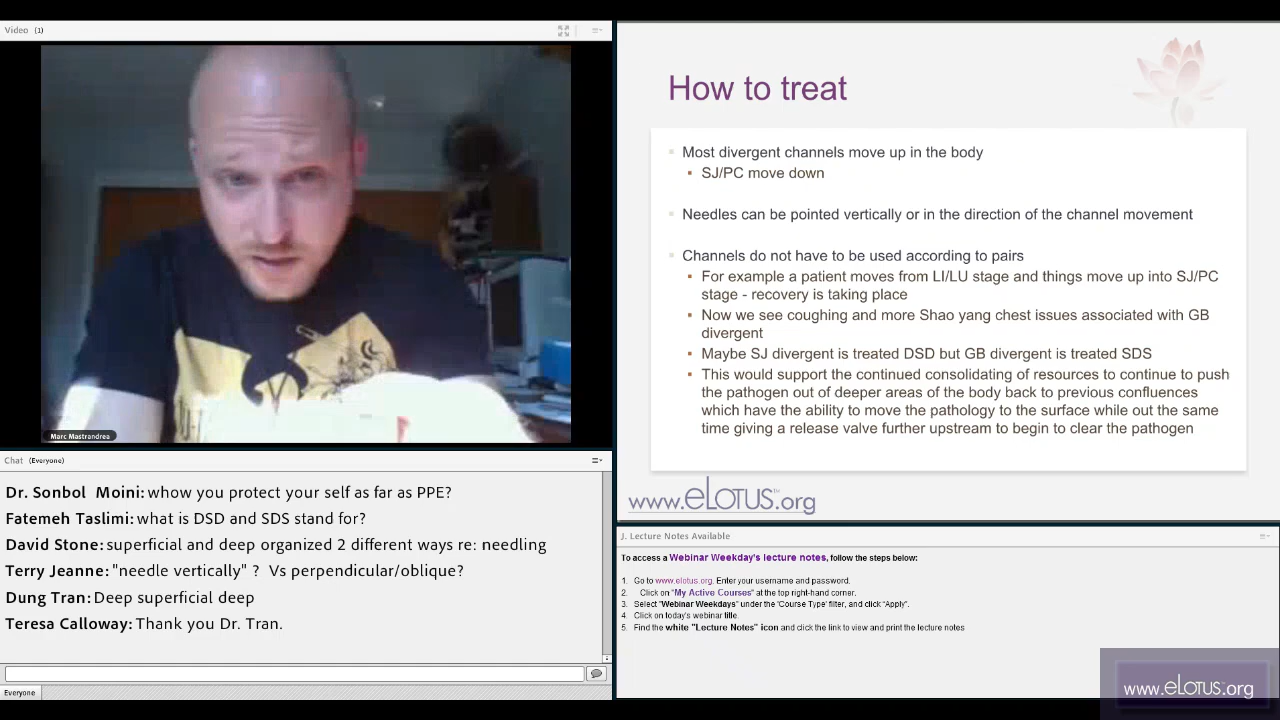 Video (1)
Marc Mastrandrea
Chat (Everyone)
Dr. Sonbol Moini: whow you protect your self as far as PPE?
Fatemeh Taslimi: what is DSD and SDS stand for?
David Stone: superficial and deep organized 2 different ways re: needling
Terry Jeanne: "needle vertically" ? Vs perpendicular/oblique?
Dung Tran: Deep superficial deep
Teresa Calloway: Thank you Dr. Tran.
Everyone
How to treat
Most divergent channels move up in the body
SJ/PC move down
Needles can be pointed vertically or in the direction of the channel movement
Channels do not have to be used according to pairs
For example a patient moves from LI/LU stage and things move up into SJ/PC
stage - recovery is taking place
Now we see coughing and more Shao yang chest issues associated with GB
divergent
Maybe SJ divergent is treated DSD but GB divergent is treated SDS
This would support the continued consolidating of resources to continue to push
the pathogen out of deeper areas of the body back to previous confluences
which have the ability to move the pathology to the surface while out the same
time giving a release valve further upstream to begin to clear the pathogen
www.eLotus.org
J. Lecture Notes Available
To access a Webinar Weekday's lecture notes, follow the steps below:
1. Go to www.elotus.org. Enter your username and password.
2. Click on "My Active Courses" at the top right-hand corner.
3. Select "Webinar Weekdays" under the 'Course Type' filter, and click "Apply".
4. Click on today's webinar title.
5. Find the white "Lecture Notes" icon and click the link to view and print the lecture notes
www.eLotus.org